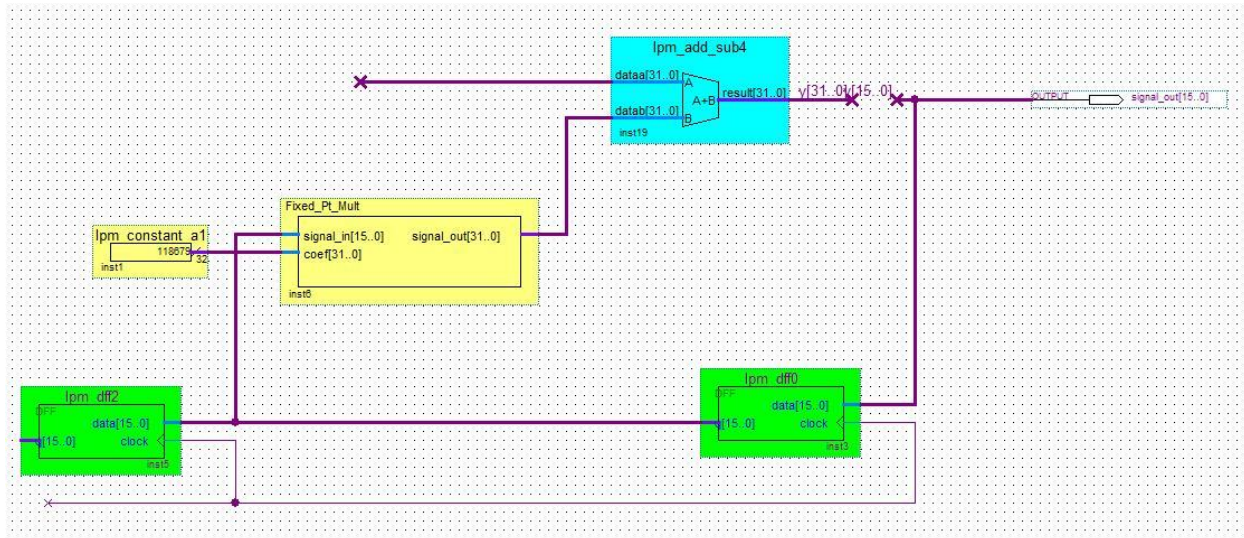 lpm_add_sub4
dataa[31..0]
A
result[31..0]
A+B
datab[31..0]
B
inst19
y[31..0]
y[15..0]
OUTPUT
signal_out[15..0]
Fixed_Pt_Mult
signal_in[15..0] signal_out[31..0]
coef[31..0]
inst6
lpm_constant_a1
118679
32
inst1
lpm_dff2
DFF
data[15..0]
q[15..0] clock
inst5
lpm_dff0
DFF
data[15..0]
q[15..0] clock
inst3